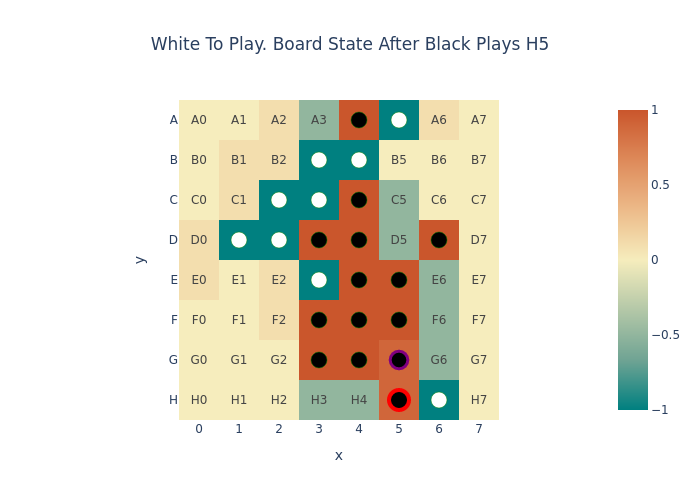 White To Play. Board State After Black Plays H5
A A0 A1 A2 A3 A6 A7
B B0 B1 B2 B5 B6 B7
C C0 C1 C5 C6 C7
D D0 D5 D7
E E0 E1 E2 E6 E7
F F0 F1 F2 F6 F7
G G0 G1 G2 G6 G7
H H0 H1 H2 H3 H4 H7
0 1 2 3 4 5 6 7
x
y
1
0.5
0
−0.5
−1